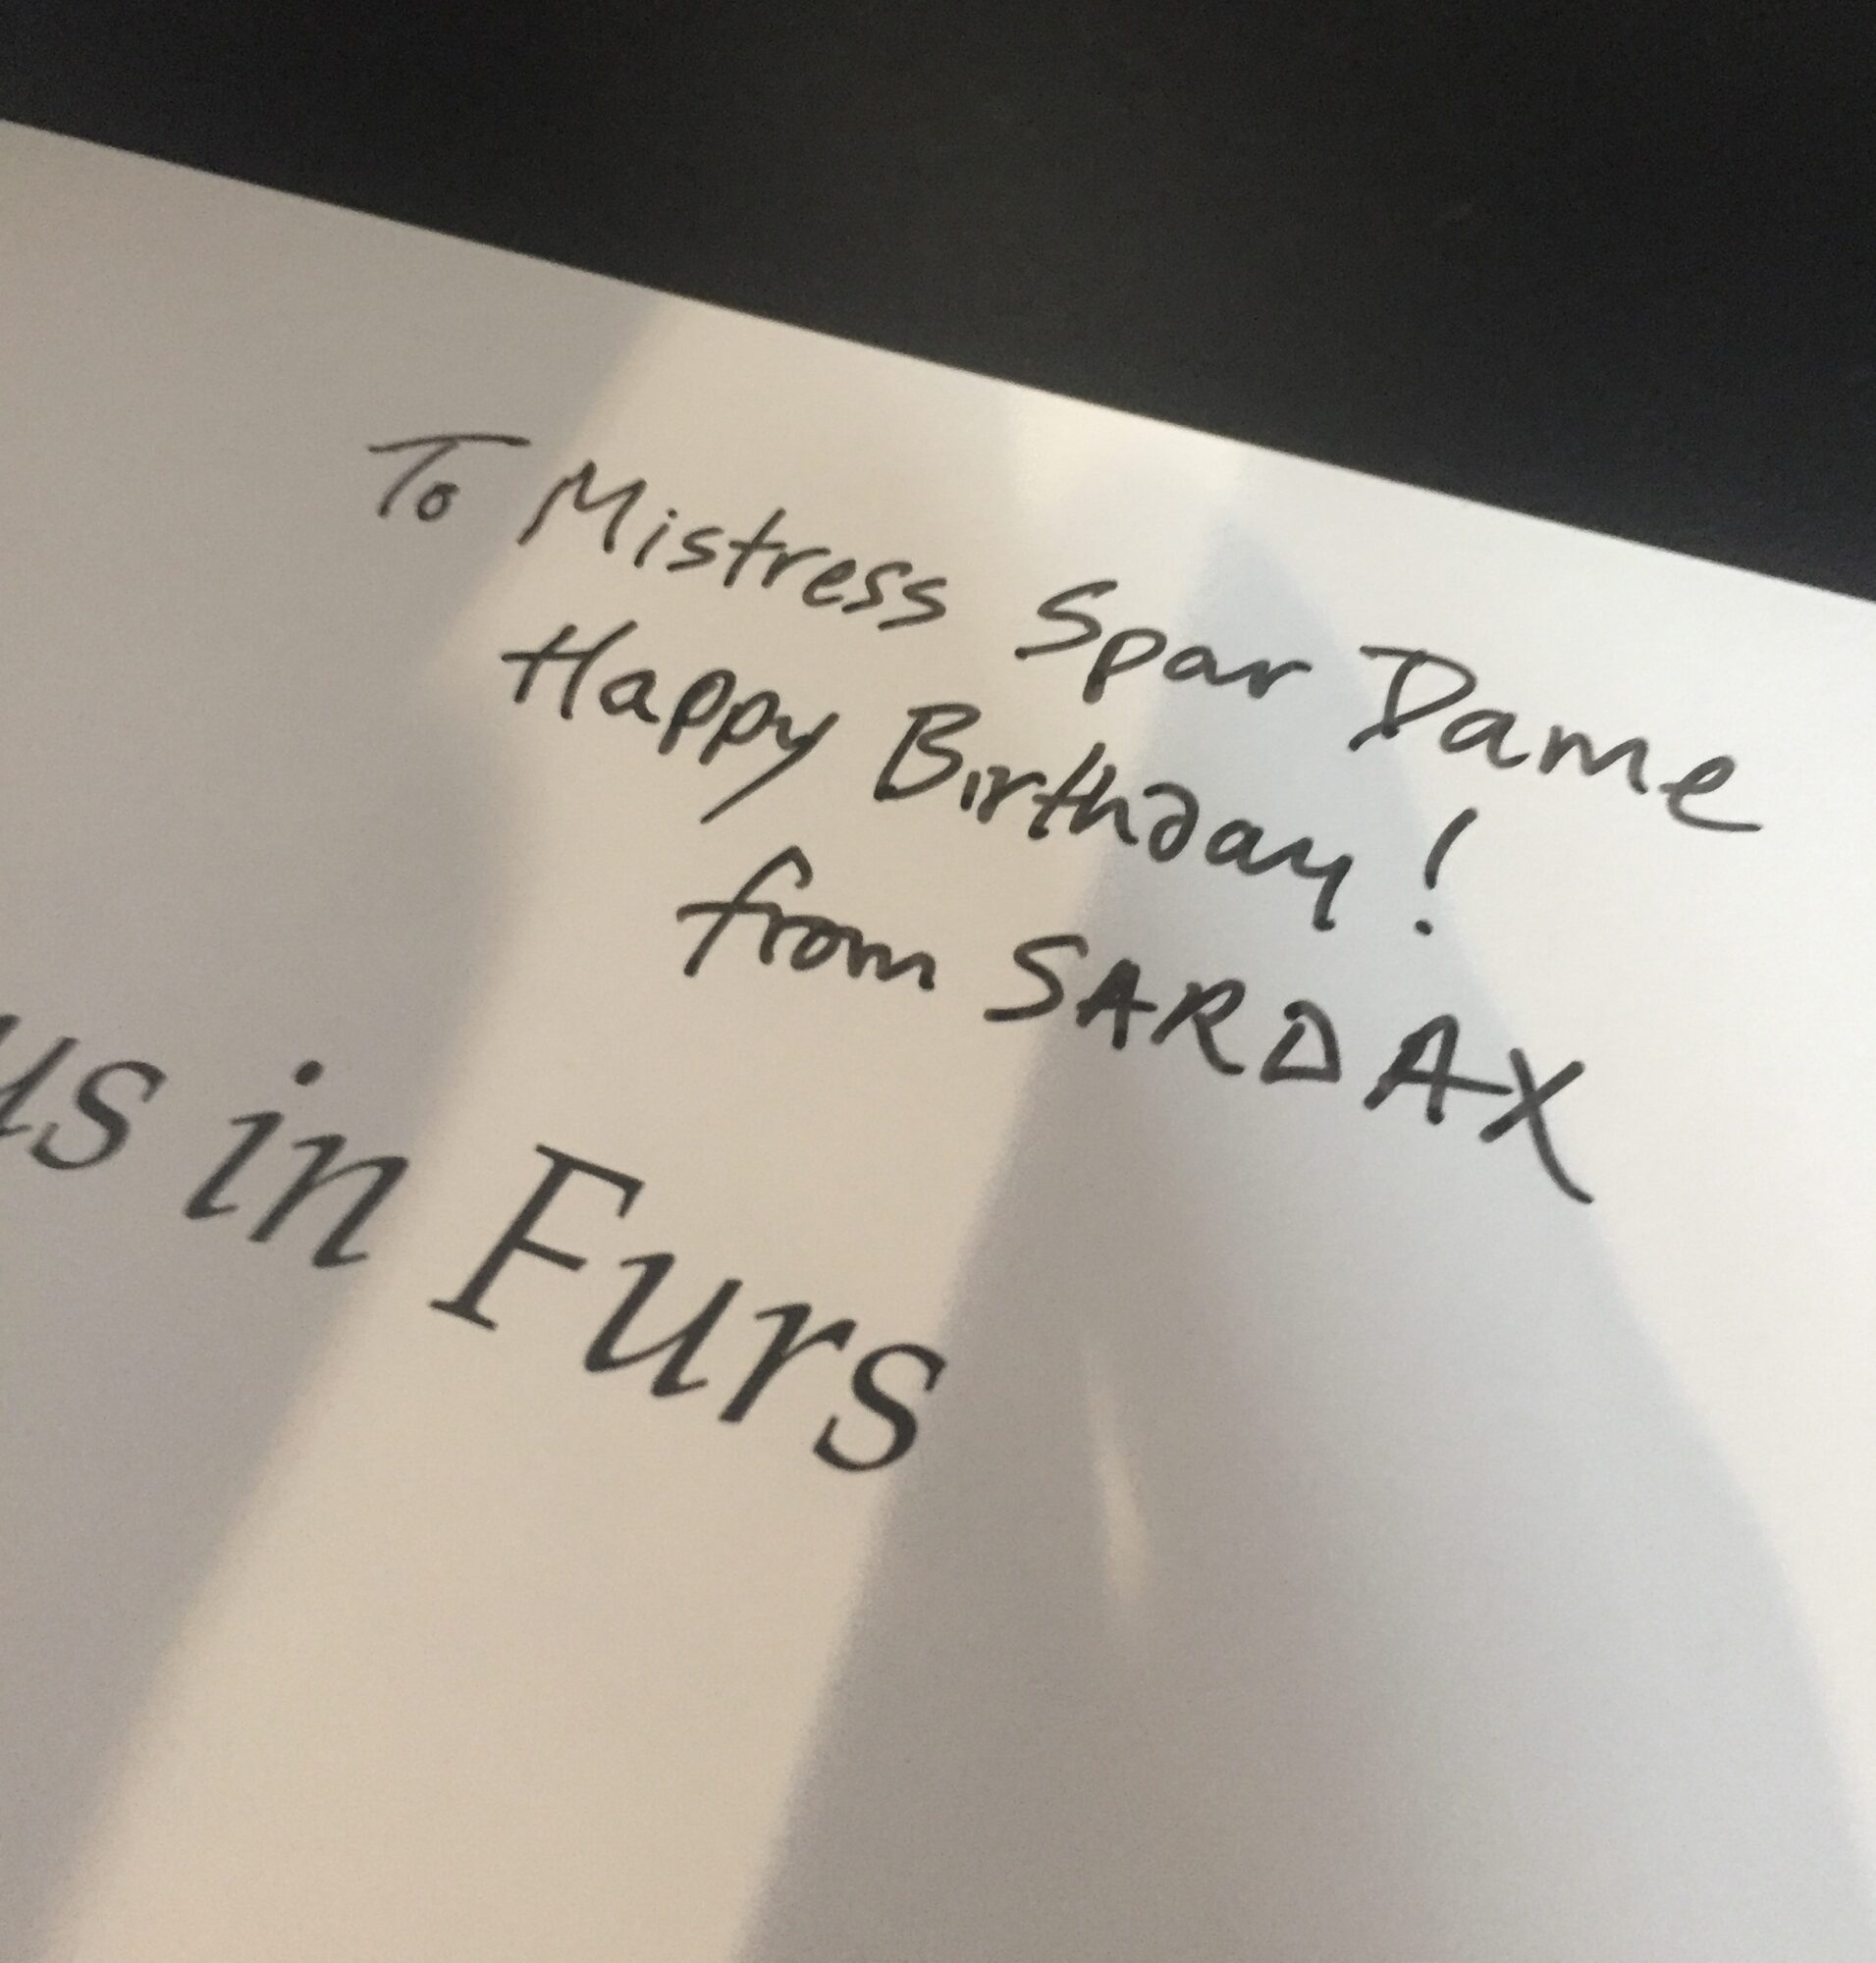 To Mistress Spar Dame
Happy Birthday!
from SARDAX
us in Furs